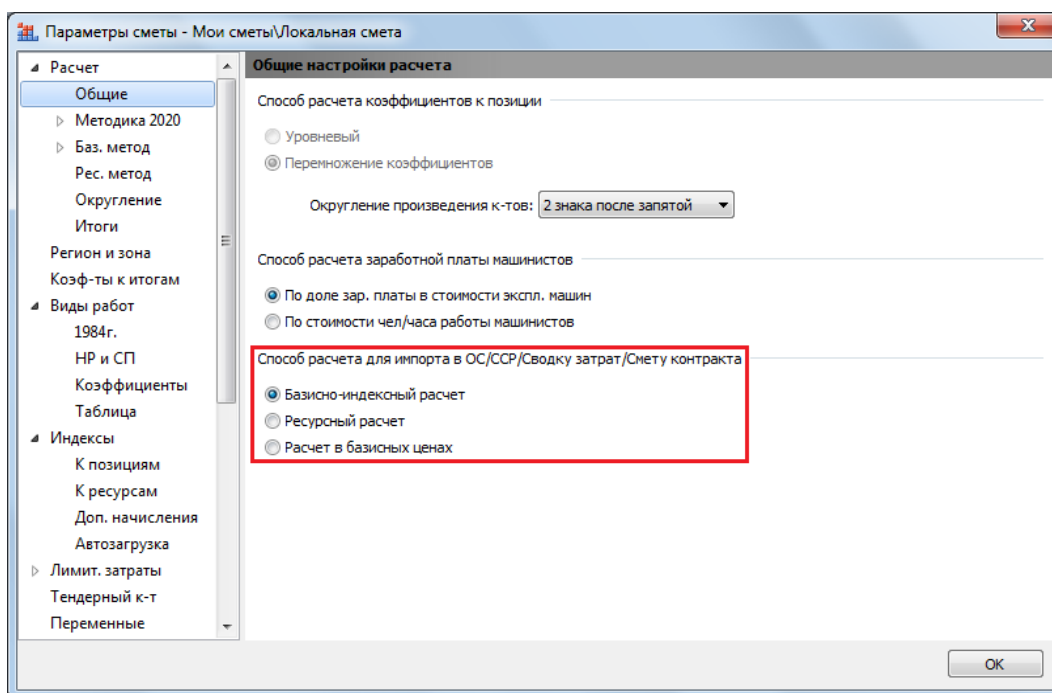 Параметры сметы - Мои сметы\Локальная смета
Расчет
Общие
Методика 2020
Баз. метод
Рес. метод
Округление
Итоги
Регион и зона
Коэф-ты к итогам
Виды работ
1984г.
НР и СП
Коэффициенты
Таблица
Индексы
К позициям
К ресурсам
Доп. начисления
Автозагрузка
Лимит. затраты
Тендерный к-т
Переменные
Общие настройки расчета
Способ расчета коэффициентов к позиции
Уровневый
Перемножение коэффициентов
Округление произведения к-тов: 2 знака после запятой
Способ расчета заработной платы машинистов
По доле зар. платы в стоимости экспл. машин
По стоимости чел/часа работы машинистов
Способ расчета для импорта в ОС/ССР/Сводку затрат/Смету контракта
Базисно-индексный расчет
Ресурсный расчет
Расчет в базисных ценах
ОК